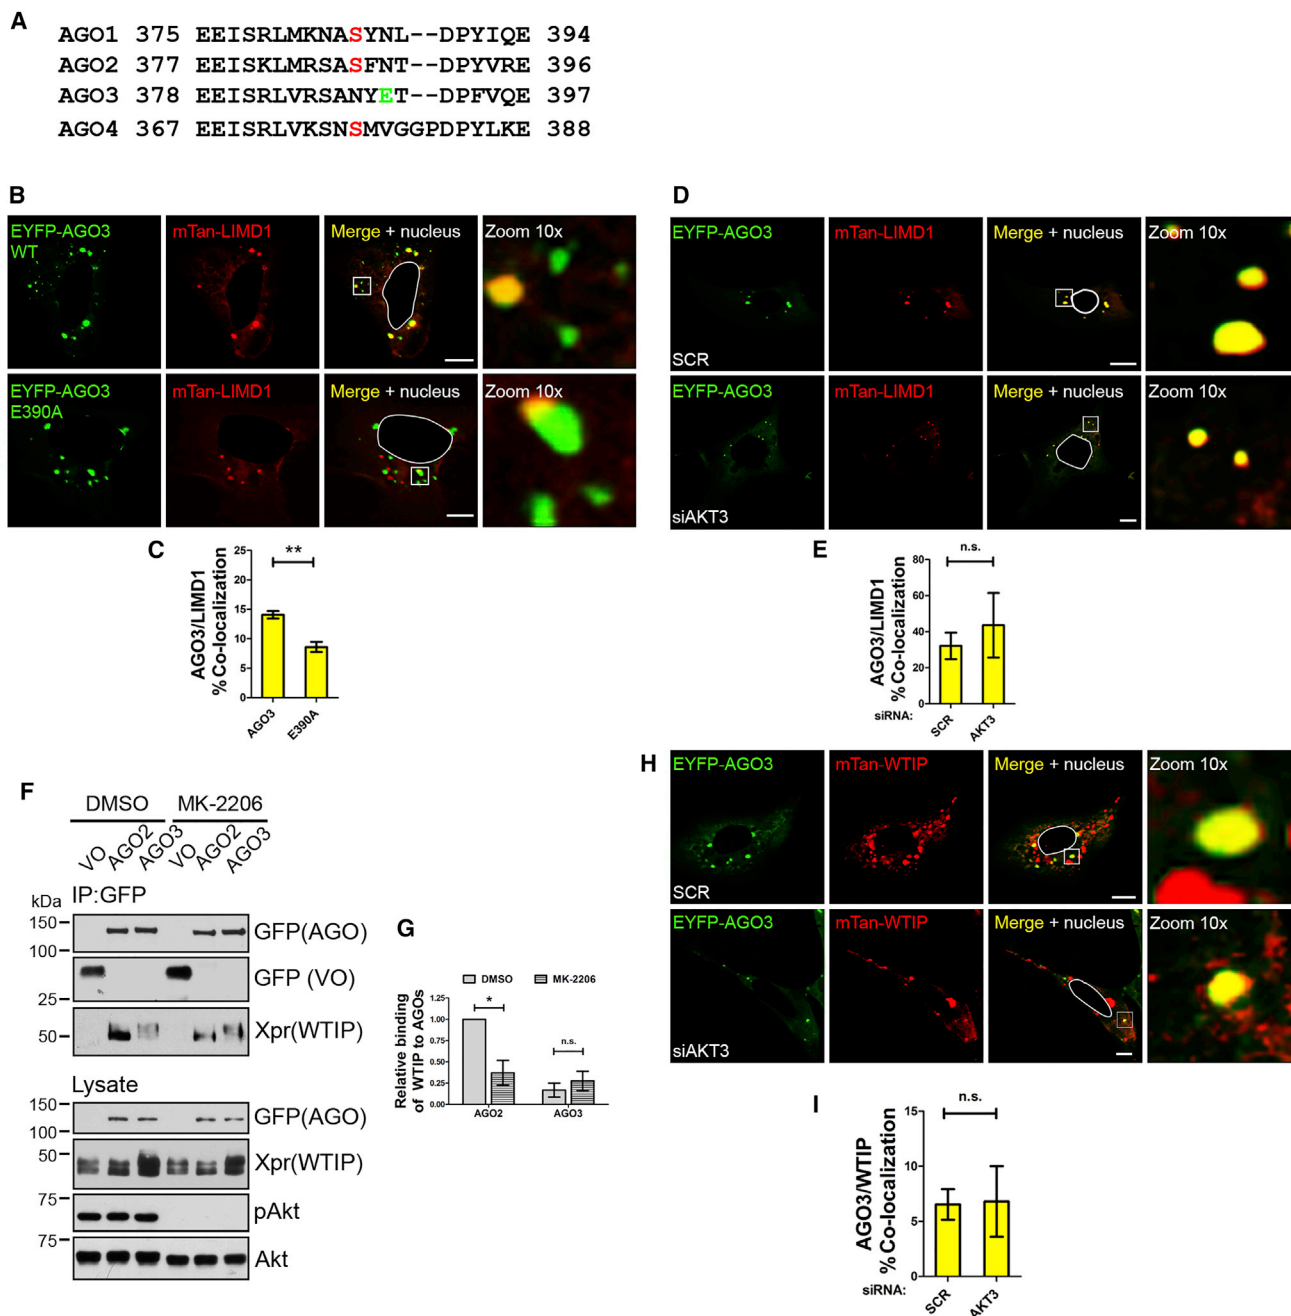 A
AGO1 375 EEISRLMKNASYNL--DPYIQE 394
AGO2 377 EEISKLMRSASFNT--DPYVRE 396
AGO3 378 EEISRLVRSANYET--DPFVQE 397
AGO4 367 EEISRLVKSNSMVGGPDPYLKE 388
B
EYFP-AGO3
WT
mTan-LIMD1
Merge + nucleus
Zoom 10x
EYFP-AGO3
E390A
mTan-LIMD1
Merge + nucleus
Zoom 10x
C
AGO3/LIMD1
% Co-localization
25
20
15
10
5
0
**
AGO3
E390A
D
EYFP-AGO3
SCR
mTan-LIMD1
Merge + nucleus
Zoom 10x
EYFP-AGO3
siAKT3
mTan-LIMD1
Merge + nucleus
Zoom 10x
E
AGO3/LIMD1
% Co-localization
80
60
40
20
0
n.s.
siRNA:
SCR
AKT3
F
DMSO
MK-2206
VO
AGO2
AGO3
VO
AGO2
AGO3
IP:GFP
kDa
150
100
GFP(AGO)
GFP (VO)
25
50
Xpr(WTIP)
Lysate
150
100
GFP(AGO)
50
Xpr(WTIP)
75
pAkt
75
Akt
G
DMSO
MK-2206
Relative binding
of WTIP to AGOs
1.25
1.00
0.75
0.50
0.25
0.00
*
n.s.
AGO2
AGO3
H
EYFP-AGO3
SCR
mTan-WTIP
Merge + nucleus
Zoom 10x
EYFP-AGO3
siAKT3
mTan-WTIP
Merge + nucleus
Zoom 10x
I
AGO3/WTIP
% Co-localization
15
10
5
0
n.s.
siRNA:
SCR
AKT3